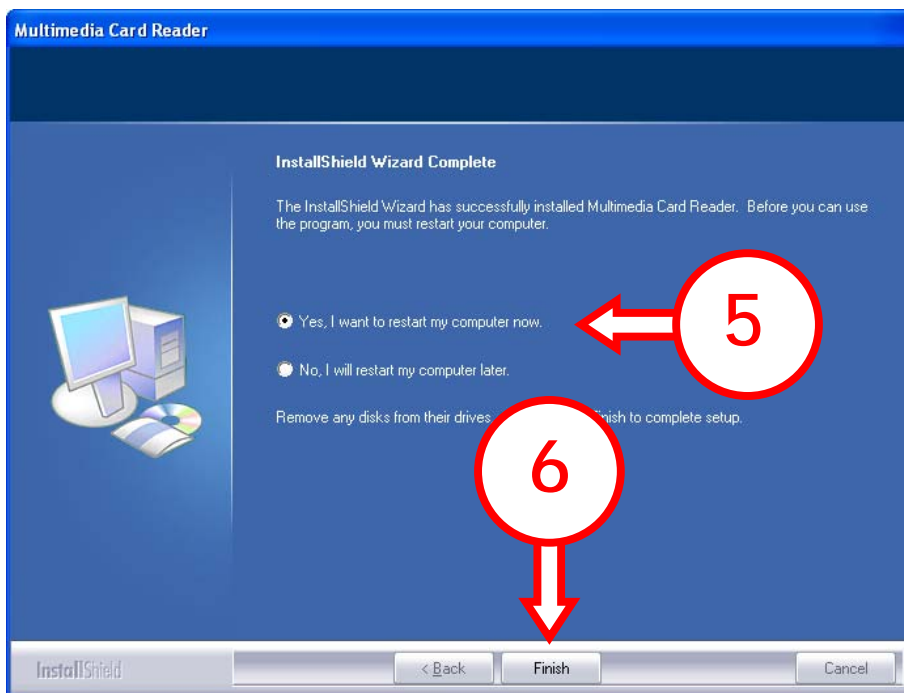 Multimedia Card Reader
InstallShield Wizard Complete
The InstallShield Wizard has successfully installed Multimedia Card Reader. Before you can use
the program, you must restart your computer.
Yes, I want to restart my computer now.
5
No, I will restart my computer later.
Remove any disks from their drives, nish to complete setup.
6
InstallShield
< Back
Finish
Cancel